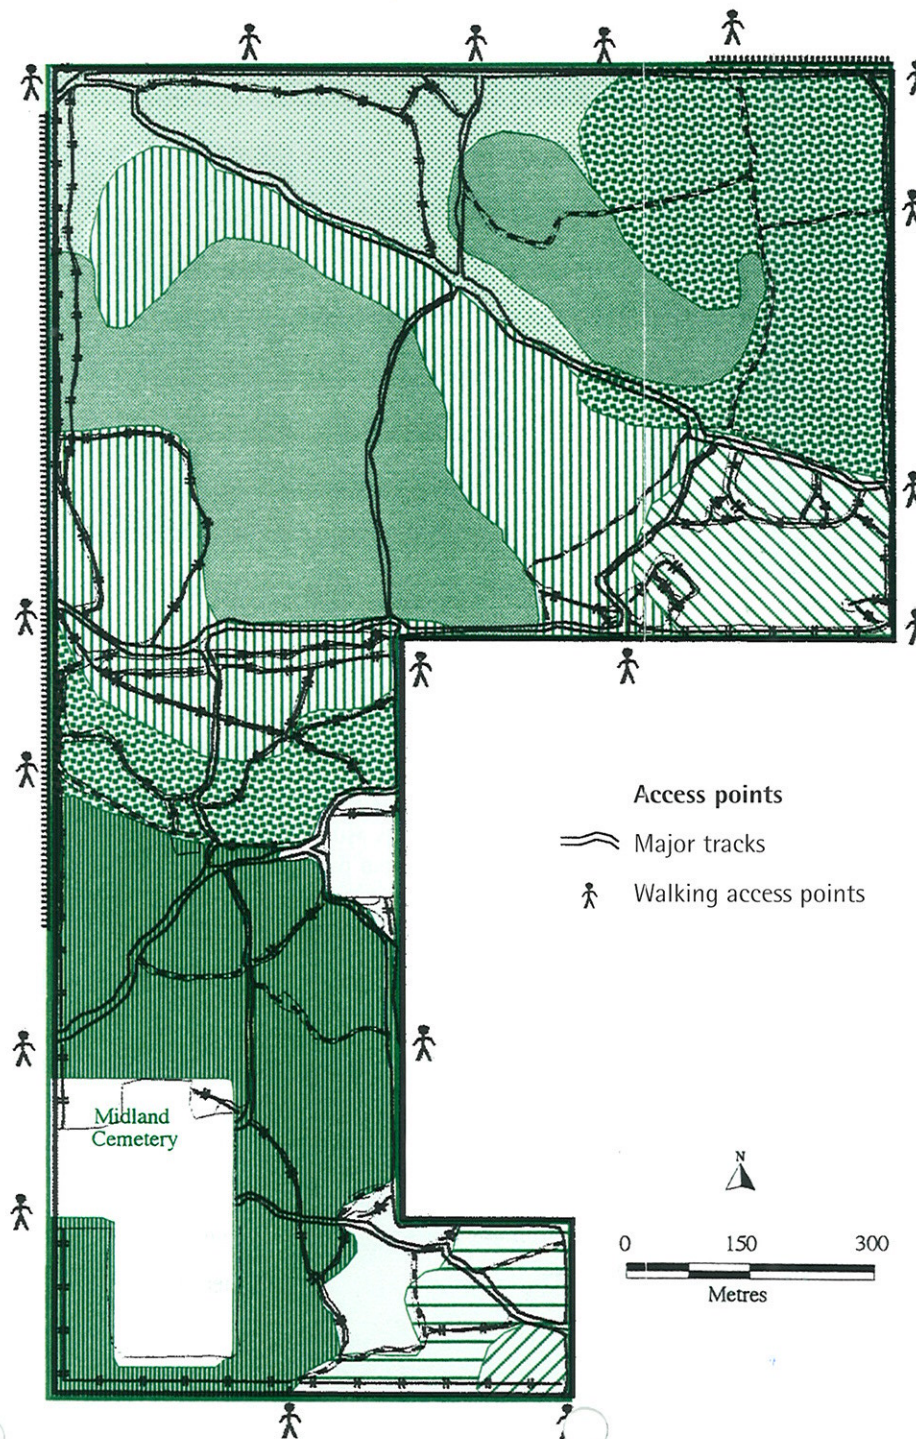 Access points
Major tracks
Walking access points
Midland
Cemetery
N
0 150 300
Metres